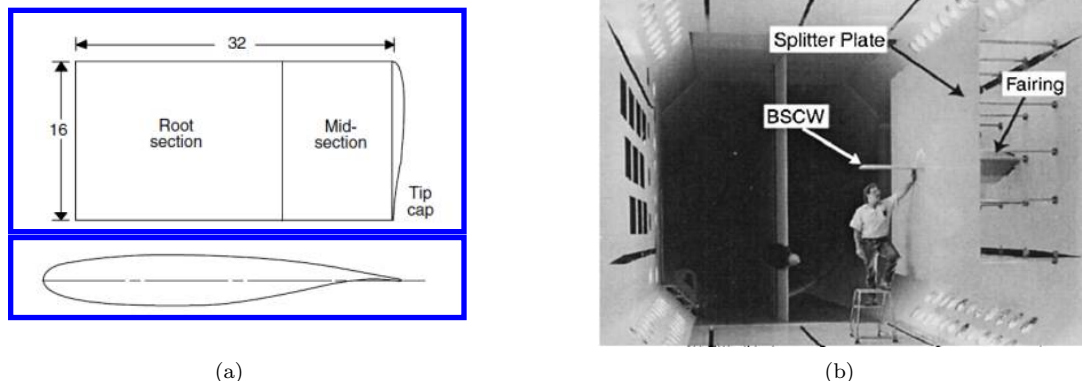 32
16
Root
section
Mid-
section
Tip
cap
(a)
Splitter Plate
Fairing
BSCW
(b)